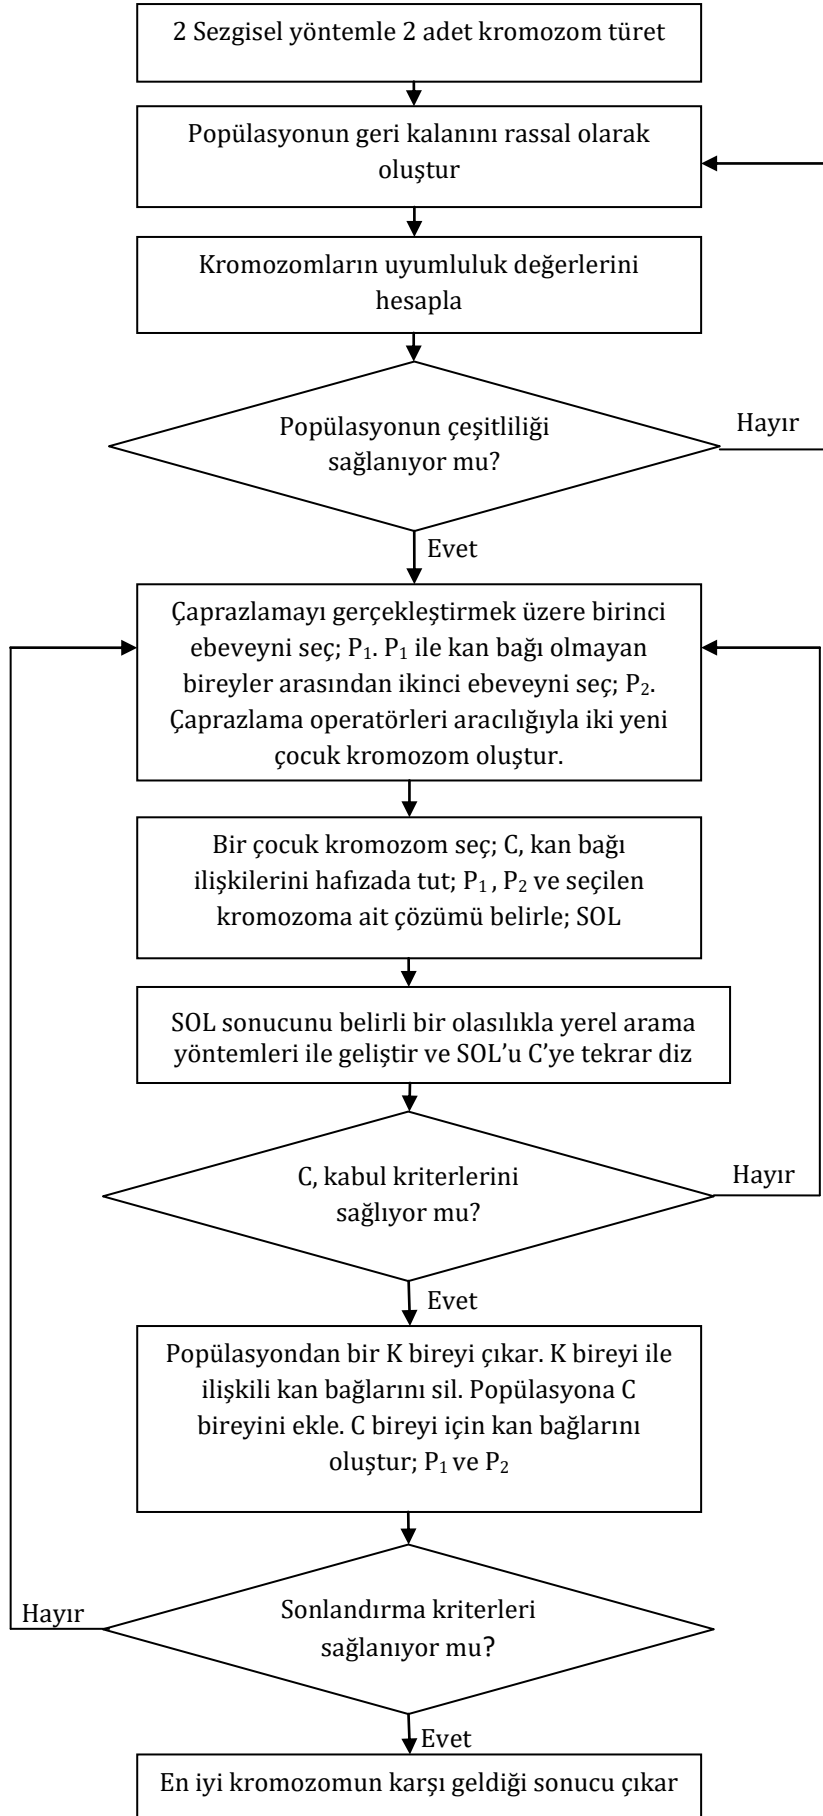 2 Sezgisel yöntemle 2 adet kromozom türet
Popülasyonun geri kalanını rassal olarak
oluştur
Kromozomların uyumluluk değerlerini
hesapla
Popülasyonun çeşitliliği
sağlanıyor mu?
Hayır
Evet
Çaprazlamayı gerçekleştirmek üzere birinci
ebeveyni seç; P₁. P₁ ile kan bağı olmayan
bireyler arasından ikinci ebeveyni seç; P₂.
Çaprazlama operatörleri aracılığıyla iki yeni
çocuk kromozom oluştur.
Bir çocuk kromozom seç; C, kan bağı
ilişkilerini hafızada tut; P₁ , P₂ ve seçilen
kromozoma ait çözümü belirle; SOL
SOL sonucunu belirli bir olasılıkla yerel arama
yöntemleri ile geliştir ve SOL’u C’ye tekrar diz
C, kabul kriterlerini
sağlıyor mu?
Hayır
Evet
Popülasyondan bir K bireyi çıkar. K bireyi ile
ilişkili kan bağlarını sil. Popülasyona C
bireyini ekle. C bireyi için kan bağlarını
oluştur; P₁ ve P₂
Sonlandırma kriterleri
sağlanıyor mu?
Hayır
Evet
En iyi kromozomun karşı geldiği sonucu çıkar